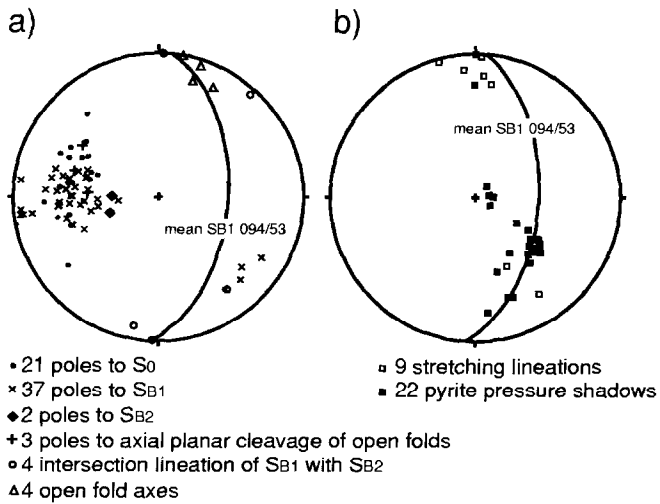 a)
b)
mean SB1 094/53
mean SB1 094/53
• 21 poles to S0
× 37 poles to SB1
◆ 2 poles to SB2
+ 3 poles to axial planar cleavage of open folds
o 4 intersection lineation of SB1 with SB2
△ 4 open fold axes
□ 9 stretching lineations
■ 22 pyrite pressure shadows